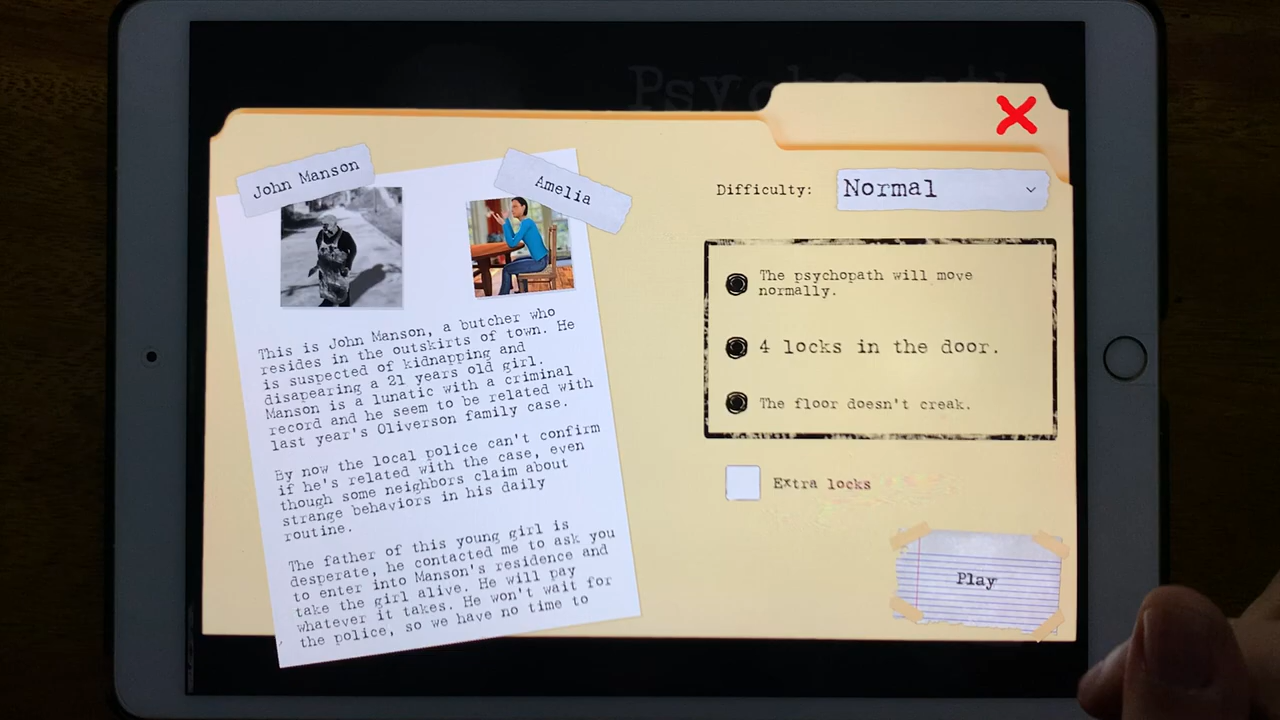 Psychopath
John Manson
Amelia
This is John Manson, a butcher who
resides in the outskirts of town. He
is suspected of kidnapping and
disapearing a 21 years old girl.
Manson is a lunatic with a criminal
record and he seem to be related with
last year's Oliverson family case.
By now the local police can't confirm
if he's related with the case, even
though some neighbors claim about
strange behaviors in his daily
routine.
The father of this young girl is
desperate, he contacted me to ask you
to enter into Manson's residence and
take the girl alive. He will pay
whatever it takes. He won't wait for
the police, so we have no time to
Difficulty:
Normal
The psychopath will move
normally.
4 locks in the door.
The floor doesn't creak.
Extra locks
Play